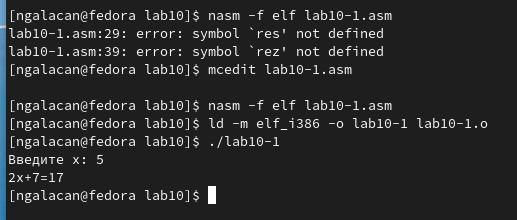 [ngalacan@fedora lab10]$ nasm -f elf lab10-1.asm
lab10-1.asm:29: error: symbol `res' not defined
lab10-1.asm:39: error: symbol `rez' not defined
[ngalacan@fedora lab10]$ mcedit lab10-1.asm
[ngalacan@fedora lab10]$ nasm -f elf lab10-1.asm
[ngalacan@fedora lab10]$ ld -m elf_i386 -o lab10-1 lab10-1.o
[ngalacan@fedora lab10]$ ./lab10-1
Введите x: 5
2x+7=17
[ngalacan@fedora lab10]$